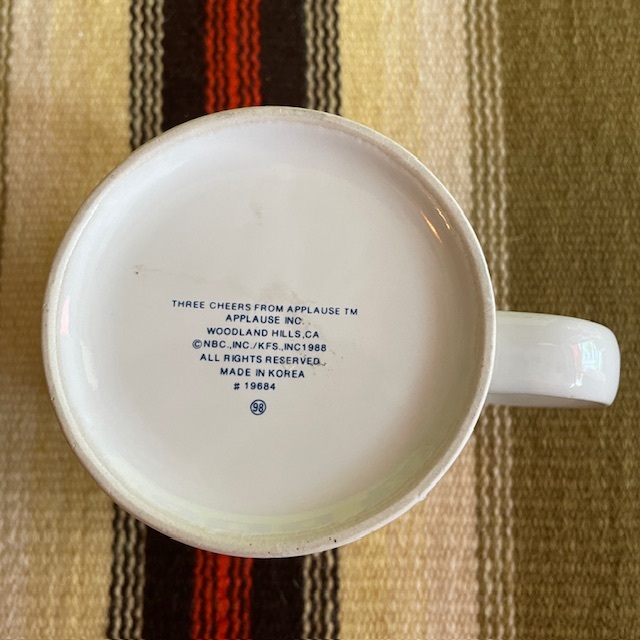 THREE CHEERS FROM APPLAUSE TM
APPLAUSE INC.
WOODLAND HILLS,CA
©NBC.,INC./KFS.,INC1988
ALL RIGHTS RESERVED.
MADE IN KOREA
# 19684
98